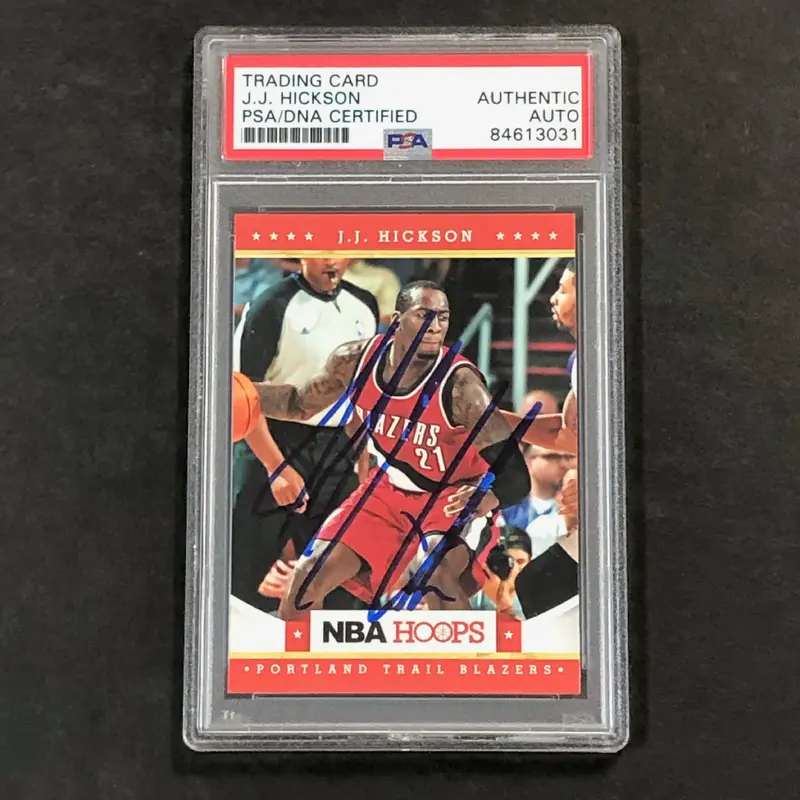 TRADING CARD
J.J. HICKSON
PSA/DNA CERTIFIED
AUTHENTIC
AUTO
84613031
PSA
J.J. HICKSON
BLAZERS
21
NBA HOOPS
•PORTLAND TRAIL BLAZERS•